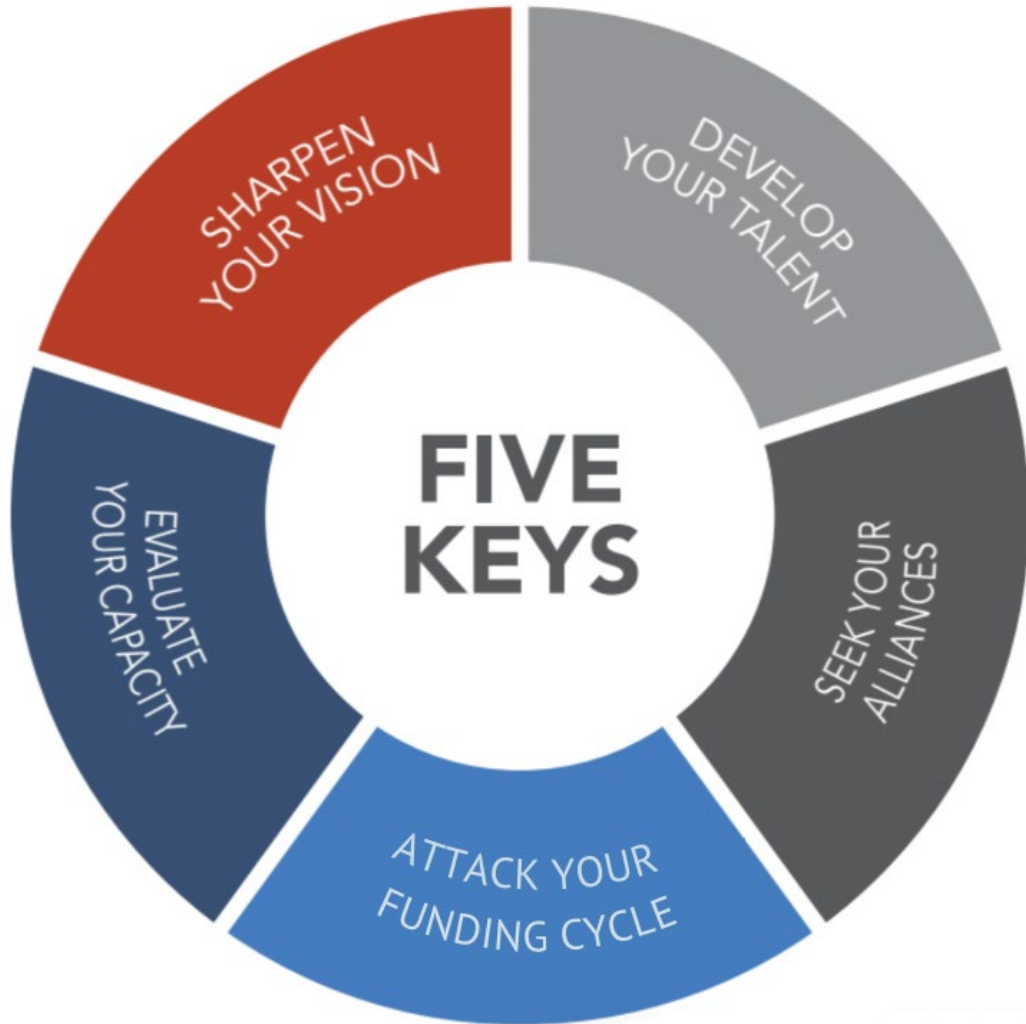 SHARPEN
YOUR VISION
DEVELOP
YOUR TALENT
SEEK YOUR
ALLIANCES
ATTACK YOUR
FUNDING CYCLE
EVALUATE
YOUR CAPACITY
FIVE
KEYS